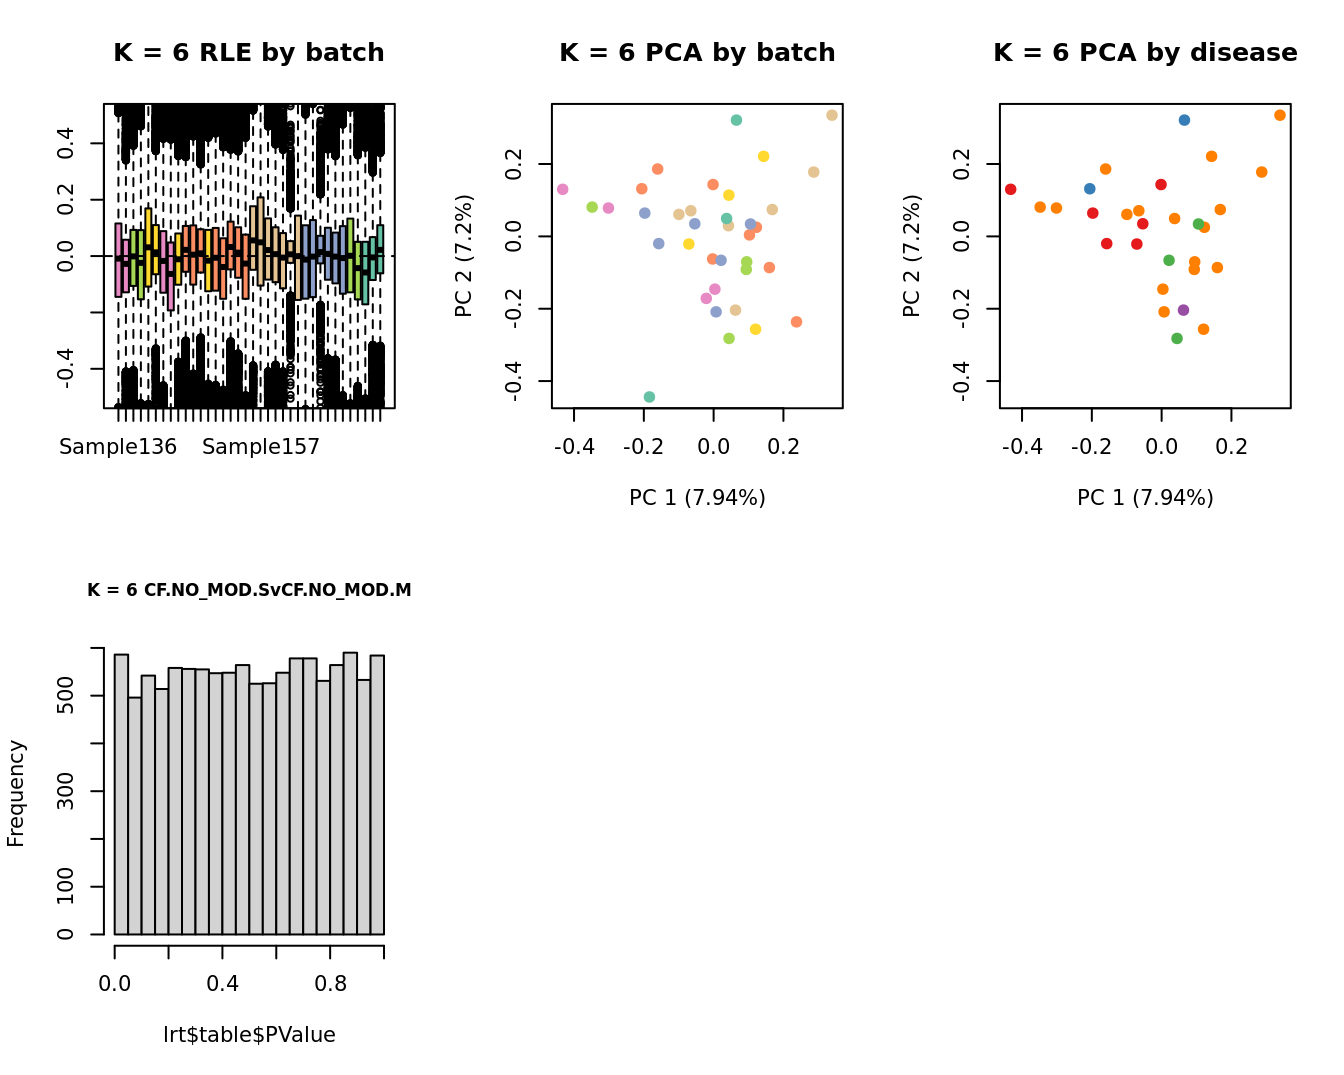 K = 6 RLE by batch
0.4
0.2
0.0
-0.4
Sample136 Sample157
K = 6 PCA by batch
PC 2 (7.2%)
0.2
0.0
-0.2
-0.4
-0.4 -0.2 0.0 0.2
PC 1 (7.94%)
K = 6 PCA by disease
PC 2 (7.2%)
0.2
0.0
-0.2
-0.4
-0.4 -0.2 0.0 0.2
PC 1 (7.94%)
K = 6 CF.NO_MOD.SvCF.NO_MOD.M
Frequency
500
300
100
0
0.0 0.4 0.8
lrt$table$PValue